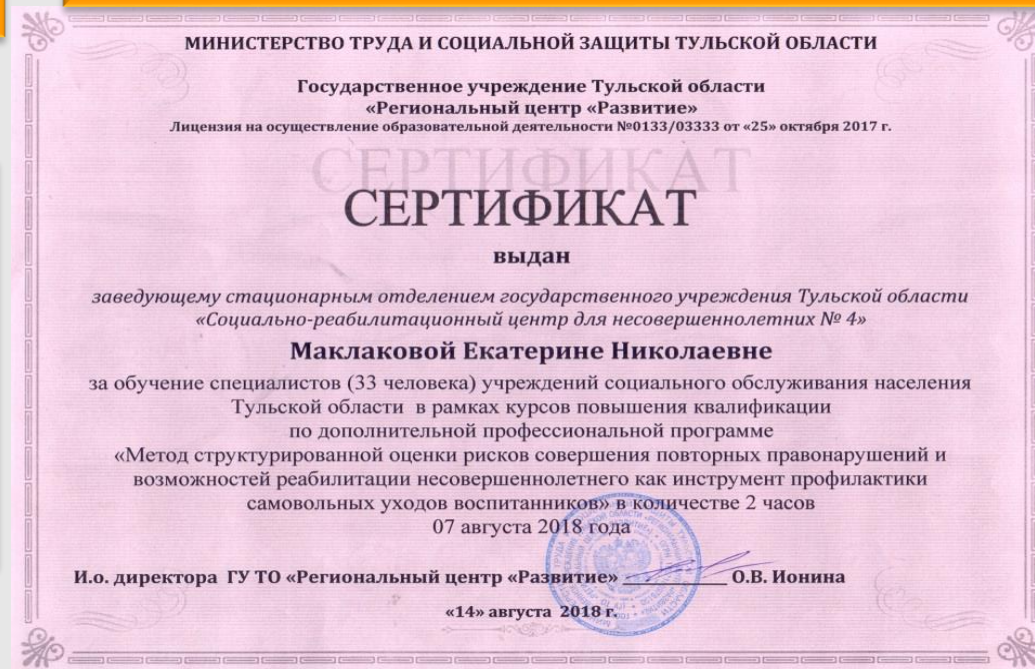 МИНИСТЕРСТВО ТРУДА И СОЦИАЛЬНОЙ ЗАЩИТЫ ТУЛЬСКОЙ ОБЛАСТИ
Государственное учреждение Тульской области
«Региональный центр «Развитие»
Лицензия на осуществление образовательной деятельности №0133/03333 от «25» октября 2017 г.
СЕРТИФИКАТ
СЕРТИФИКАТ
выдан
заведующему стационарным отделением государственного учреждения Тульской области
«Социально-реабилитационный центр для несовершеннолетних № 4»
Маклаковой Екатерине Николаевне
за обучение специалистов (33 человека) учреждений социального обслуживания населения
Тульской области в рамках курсов повышения квалификации
по дополнительной профессиональной программе
«Метод структурированной оценки рисков совершения повторных правонарушений и
возможностей реабилитации несовершеннолетнего как инструмент профилактики
самовольных уходов воспитанников» в количестве 2 часов
07 августа 2018 года
И.о. директора ГУ ТО «Региональный центр «Развитие» ____________ О.В. Ионина
«14» августа 2018 г.